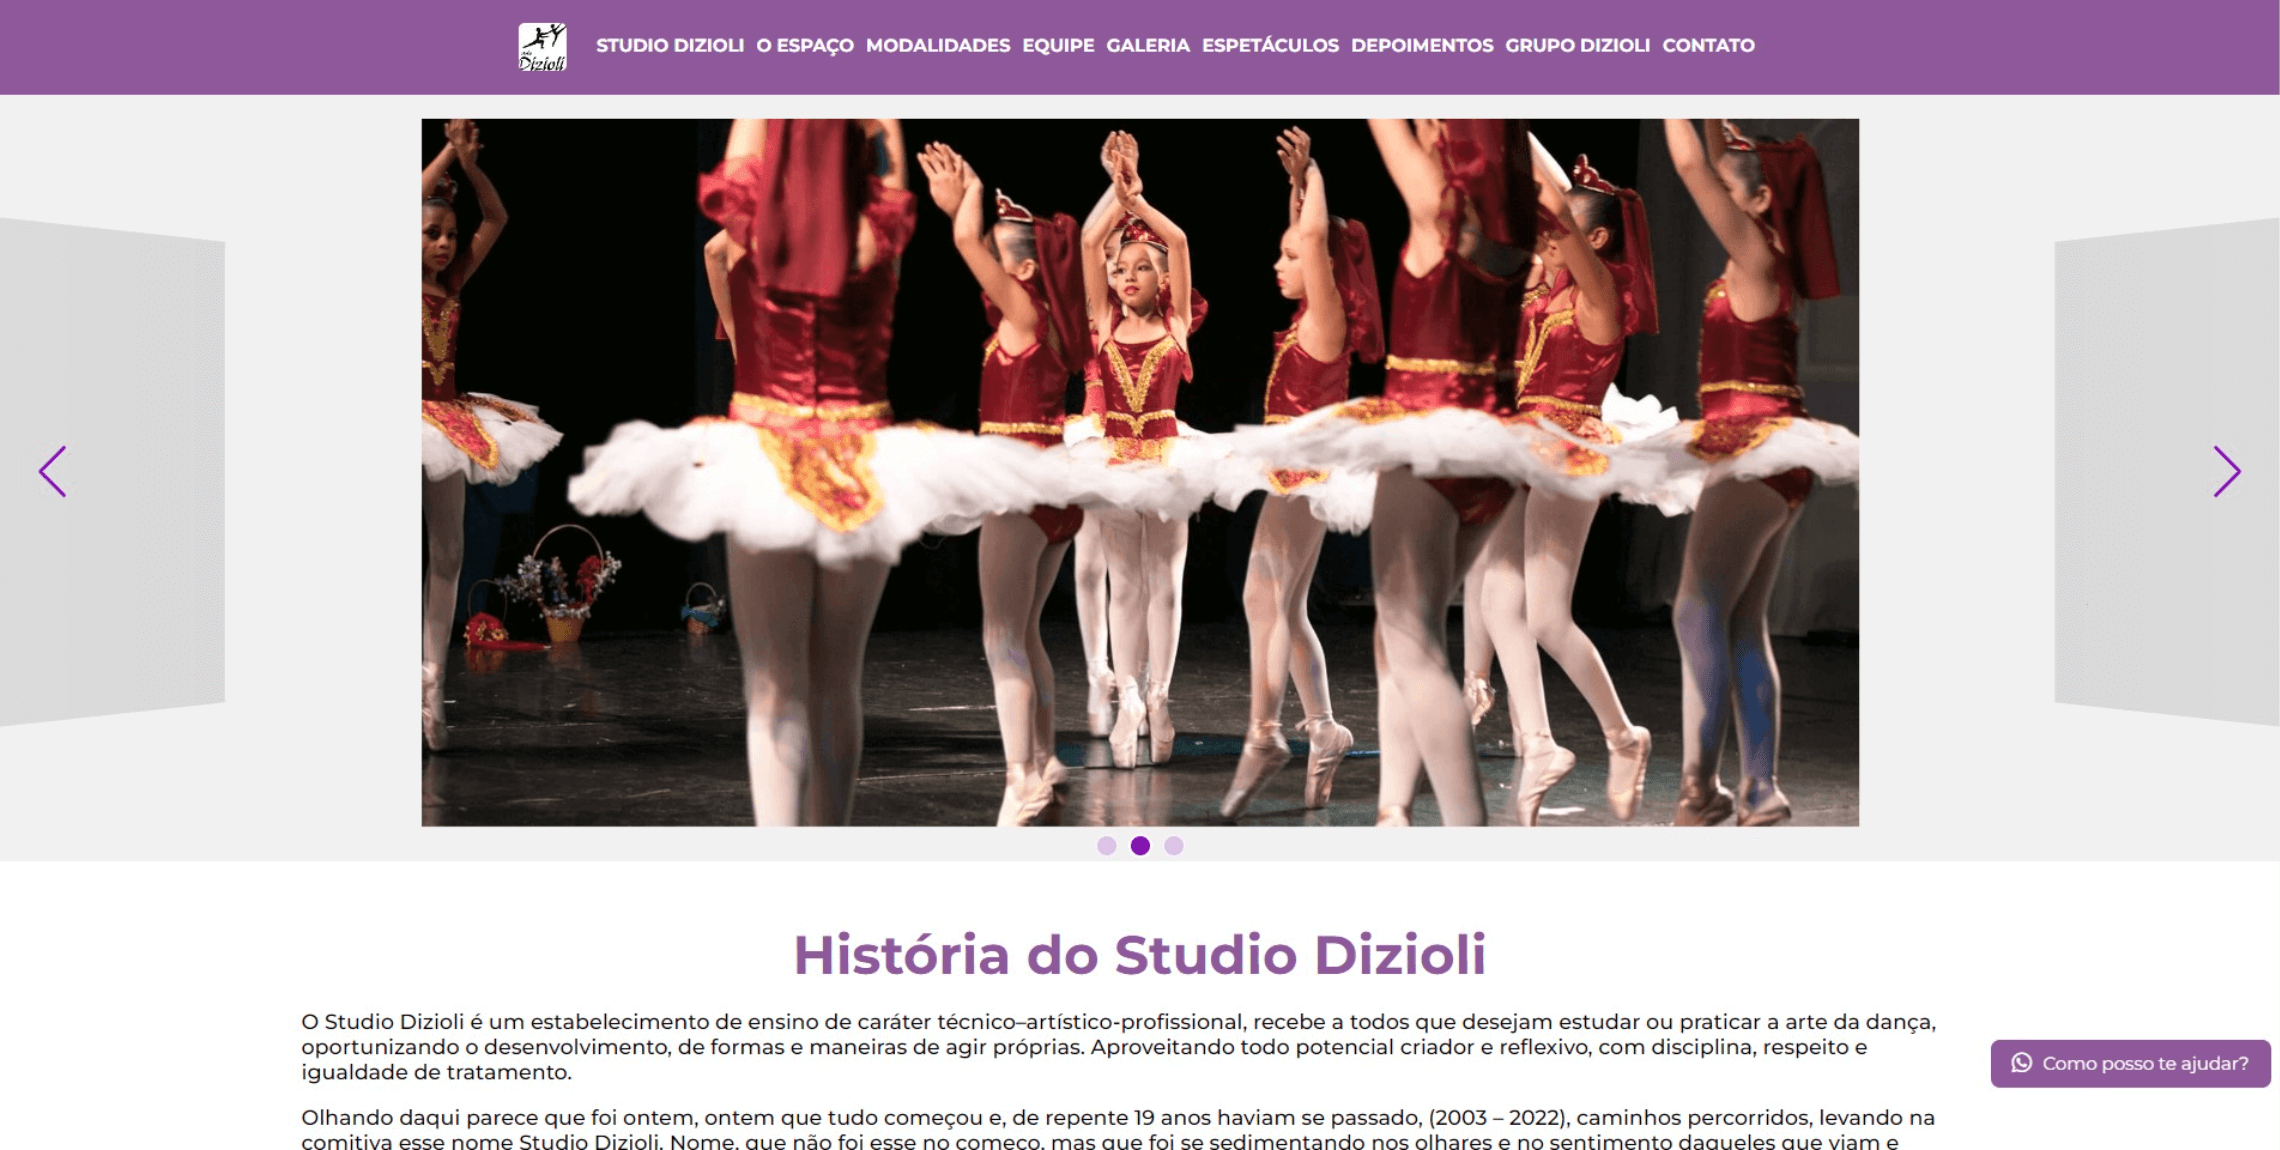 Dizioli
STUDIO DIZIOLI O ESPAÇO MODALIDADES EQUIPE GALERIA ESPETÁCULOS DEPOIMENTOS GRUPO DIZIOLI CONTATO
História do Studio Dizioli
O Studio Dizioli é um estabelecimento de ensino de caráter técnico–artístico-profissional, recebe a todos que desejam estudar ou praticar a arte da dança,
oportunizando o desenvolvimento, de formas e maneiras de agir próprias. Aproveitando todo potencial criador e reflexivo, com disciplina, respeito e
igualdade de tratamento.
Como posso te ajudar?
Olhando daqui parece que foi ontem, ontem que tudo começou e, de repente 19 anos haviam se passado, (2003 – 2022), caminhos percorridos, levando na
comitiva esse nome Studio Dizioli. Nome, que não foi esse no começo, mas que foi se sedimentando nos olhares e no sentimento daqueles que viam e